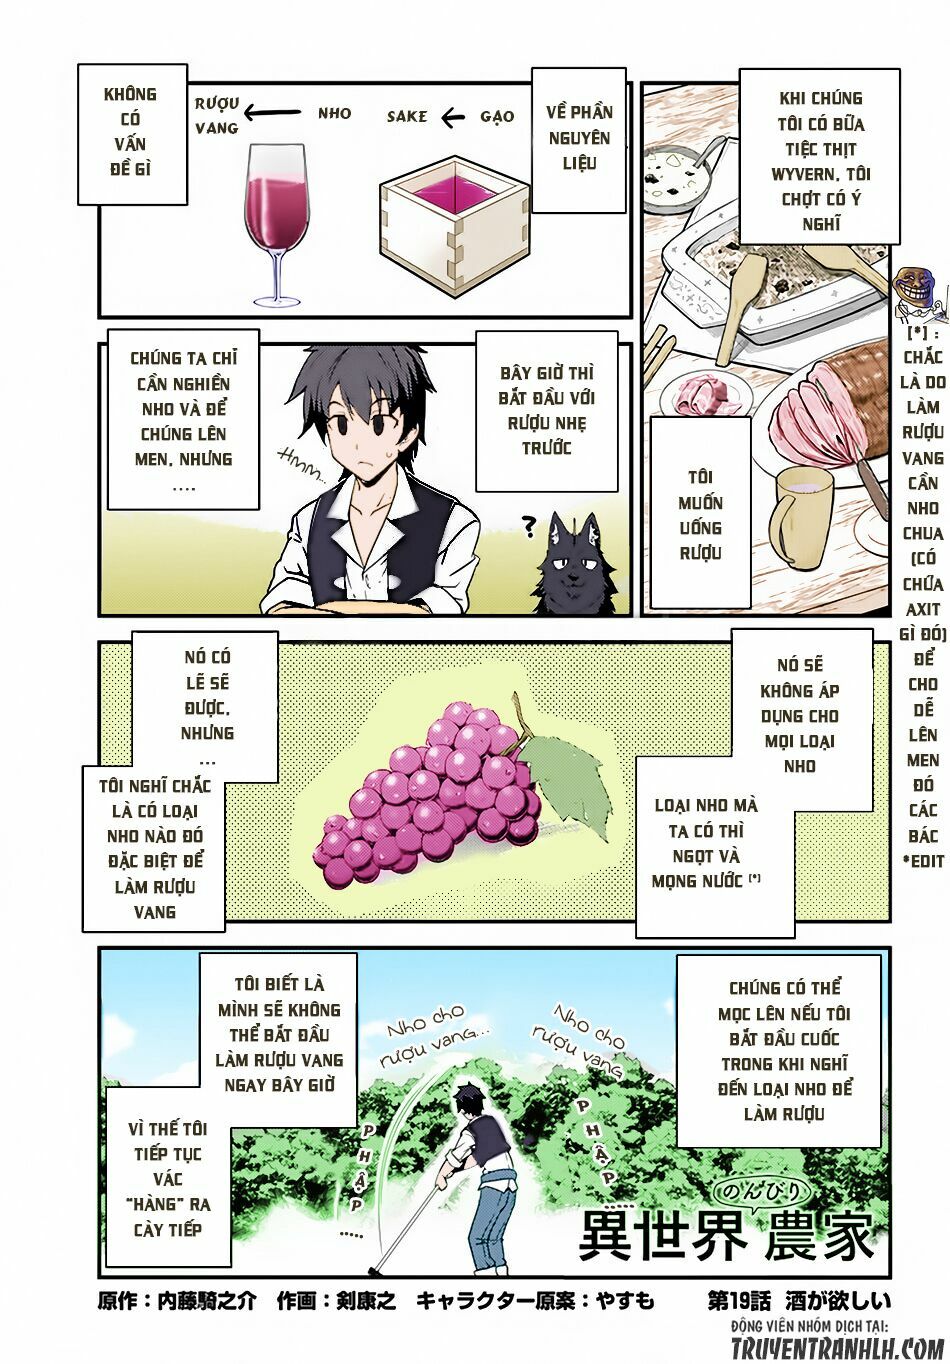 KHI CHÚNG
TÔI CÓ BỮA
TIỆC THỊT
WYVERN, TÔI
CHỢT CÓ Ý
NGHĨ
TÔI
MUỐN
UỐNG
RƯỢU
VỀ PHẦN
NGUYÊN
LIỆU
GẠO
SAKE
NHO
RƯỢU
VANG
KHÔNG
CÓ
VẤN
ĐỀ GÌ
BÂY GIỜ THÌ
BẮT ĐẦU VỚI
RƯỢU NHẸ
TRƯỚC
?
HMM...
CHÚNG TA CHỈ
CẦN NGHIỀN
NHO VÀ ĐỂ
CHÚNG LÊN
MEN, NHƯNG
....
NÓ SẼ
KHÔNG ÁP
DỤNG CHO
MỌI LOẠI
NHO
LOẠI NHO MÀ
TA CÓ THÌ
NGỌT VÀ
MỌNG NƯỚC [*]
NÓ CÓ
LẼ SẼ
ĐƯỢC,
NHƯNG
...
TÔI NGHĨ CHẮC
LÀ CÓ LOẠI
NHO NÀO ĐÓ
ĐẶC BIỆT ĐỂ
LÀM RƯỢU
VANG
[*] :
CHẮC
LÀ DO
LÀM
RƯỢU
VANG
CẦN
NHO
CHUA
(CÓ
CHỨA
AXIT
GÌ ĐÓ)
ĐỂ
CHO
DỄ
LÊN
MEN
ĐÓ
CÁC
BÁC
*EDIT
CHÚNG CÓ THỂ
MỌC LÊN NẾU TÔI
BẮT ĐẦU CUỐC
TRONG KHI NGHĨ
ĐẾN LOẠI NHO ĐỂ
LÀM RƯỢU
Nho cho
rượu vang
Nho cho
rượu vang...
PHẬP
......
PHẬP
.....
TÔI BIẾT LÀ
MÌNH SẼ KHÔNG
THỂ BẮT ĐẦU
LÀM RƯỢU VANG
NGAY BÂY GIỜ
VÌ THẾ TÔI
TIẾP TỤC
VÁC
“HÀNG” RA
CÀY TIẾP
のんびり
異世界 農家
原作：内藤騎之介 作画：剣康之 キャラクター原案：やすも 第19話 酒が欲しい
ĐỘNG VIÊN NHÓM DỊCH TẠI:
TRUYENTRANHLH.COM